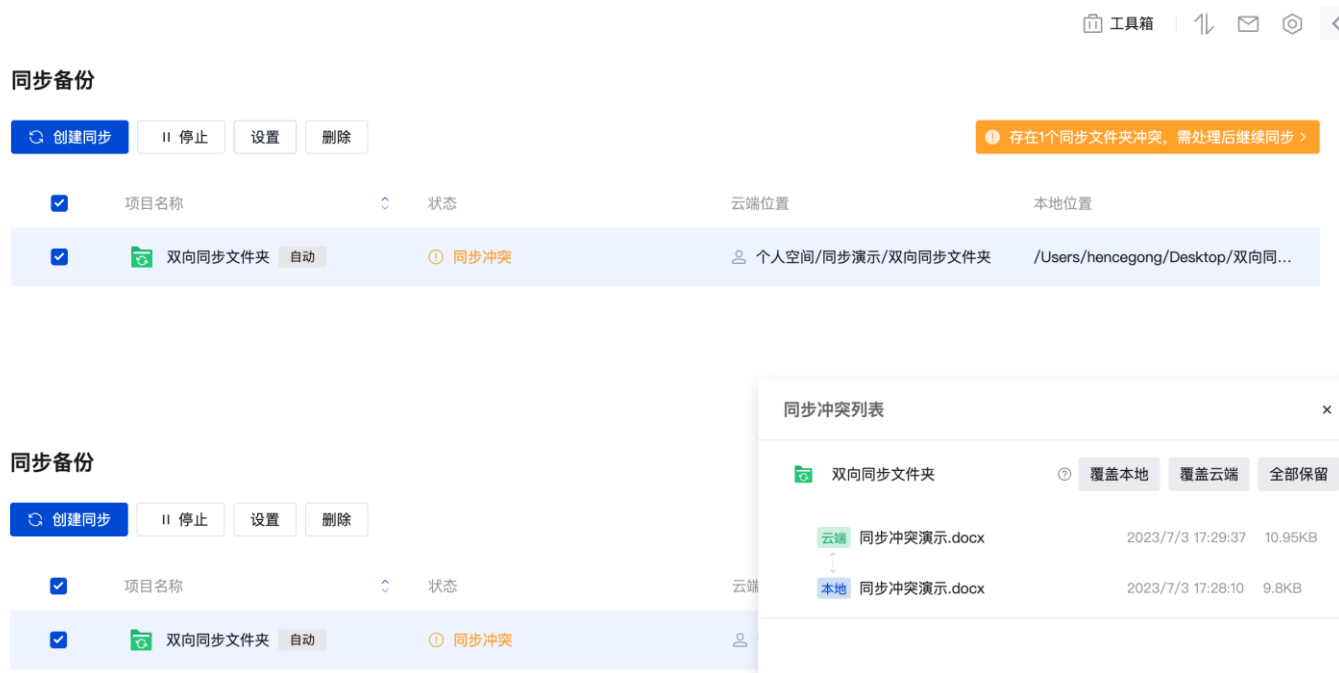 工具箱
同步备份
创建同步 停止 设置 删除 存在1个同步文件夹冲突，需处理后继续同步
项目名称 状态 云端位置 本地位置
双向同步文件夹 自动 同步冲突 个人空间/同步演示/双向同步文件夹 /Users/hencegong/Desktop/双向同...
同步冲突列表
双向同步文件夹 覆盖本地 覆盖云端 全部保留
云端 同步冲突演示.docx 2023/7/3 17:29:37 10.95KB
本地 同步冲突演示.docx 2023/7/3 17:28:10 9.8KB
同步备份
创建同步 停止 设置 删除
项目名称 状态 云端
双向同步文件夹 自动 同步冲突